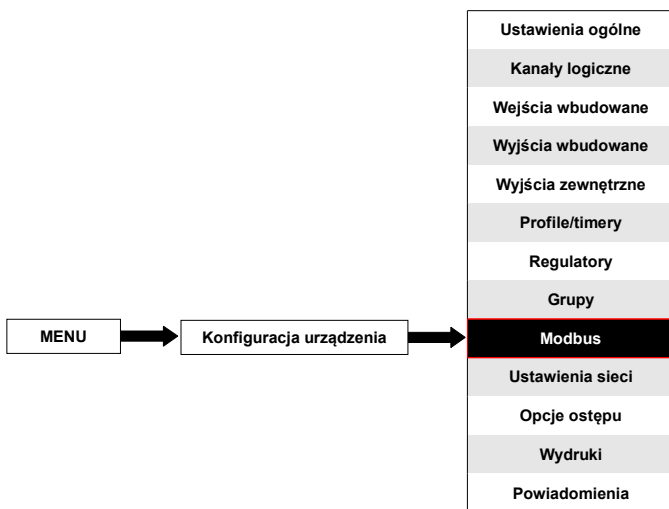 Ustawienia ogólne
Kanały logiczne
Wejścia wbudowane
Wyjścia wbudowane
Wyjścia zewnętrzne
Profile/timery
Regulatory
Grupy
MENU
Konfiguracja urządzenia
Modbus
Ustawienia sieci
Opcje ostępu
Wydruki
Powiadomienia